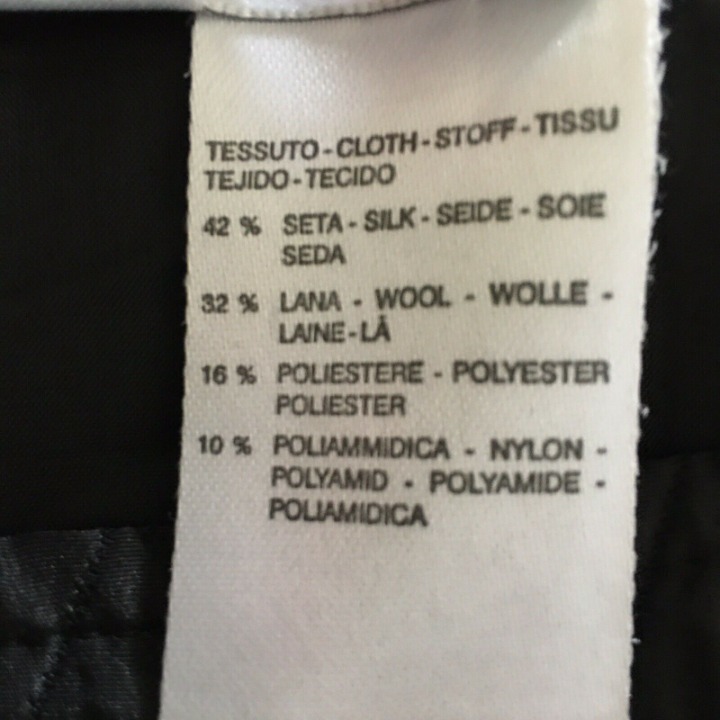 TESSUTO-CLOTH-STOFF-TISSU
TEJIDO-TECIDO
42 % SETA-SILK-SEIDE-SOIE
SEDA
32 % LANA - WOOL - WOLLE -
LAINE-LÂ
16 % POLIESTERE - POLYESTER
POLIESTER
10 % POLIAMMIDICA - NYLON -
POLYAMID - POLYAMIDE -
POLIAMIDICA